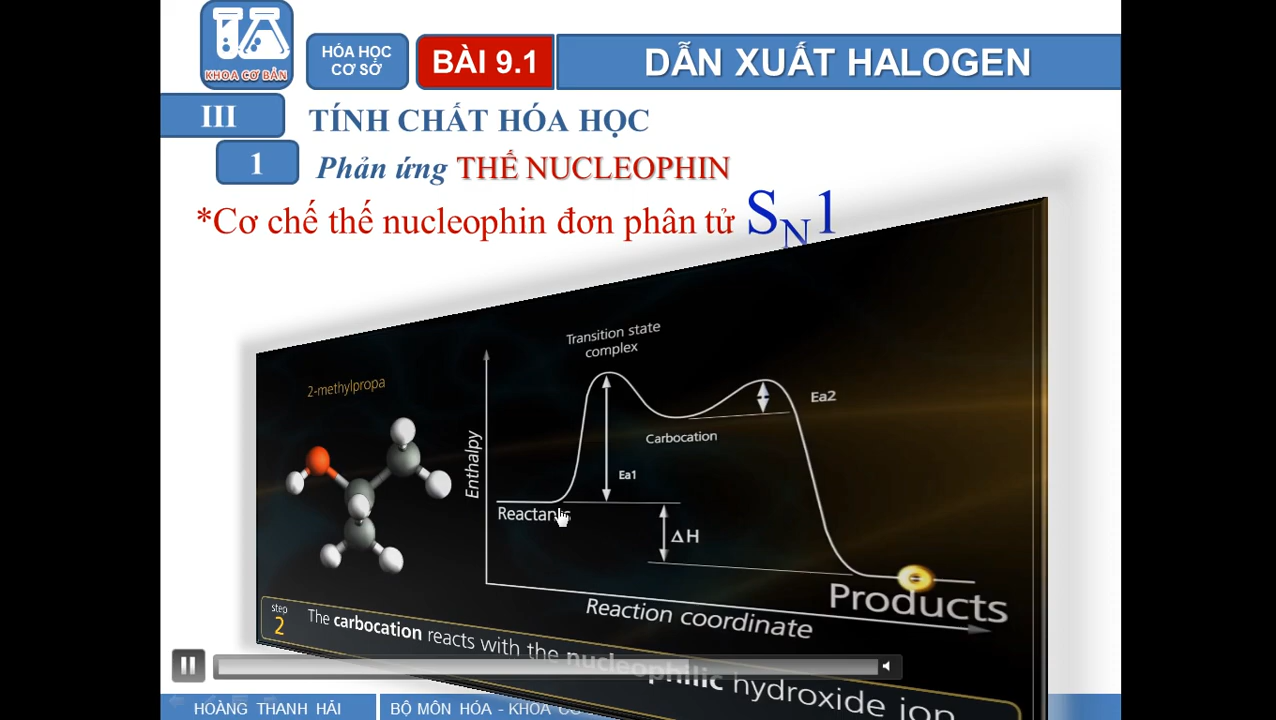 KHOA CƠ BẢN
HÓA HỌC
CƠ SỞ
BÀI 9.1
DẪN XUẤT HALOGEN
III
TÍNH CHẤT HÓA HỌC
1
Phản ứng THẾ NUCLEOPHIN
*Cơ chế thế nucleophin đơn phân tử SN1
2-methylpropa
Transition state
complex
Enthalpy
Ea1
Carbocation
Ea2
Reactants
ΔH
Products
Reaction coordinate
step
2
The carbocation reacts with the nucleophilic hydroxide ion
HOÀNG THANH HẢI
BỘ MÔN HÓA - KHOA